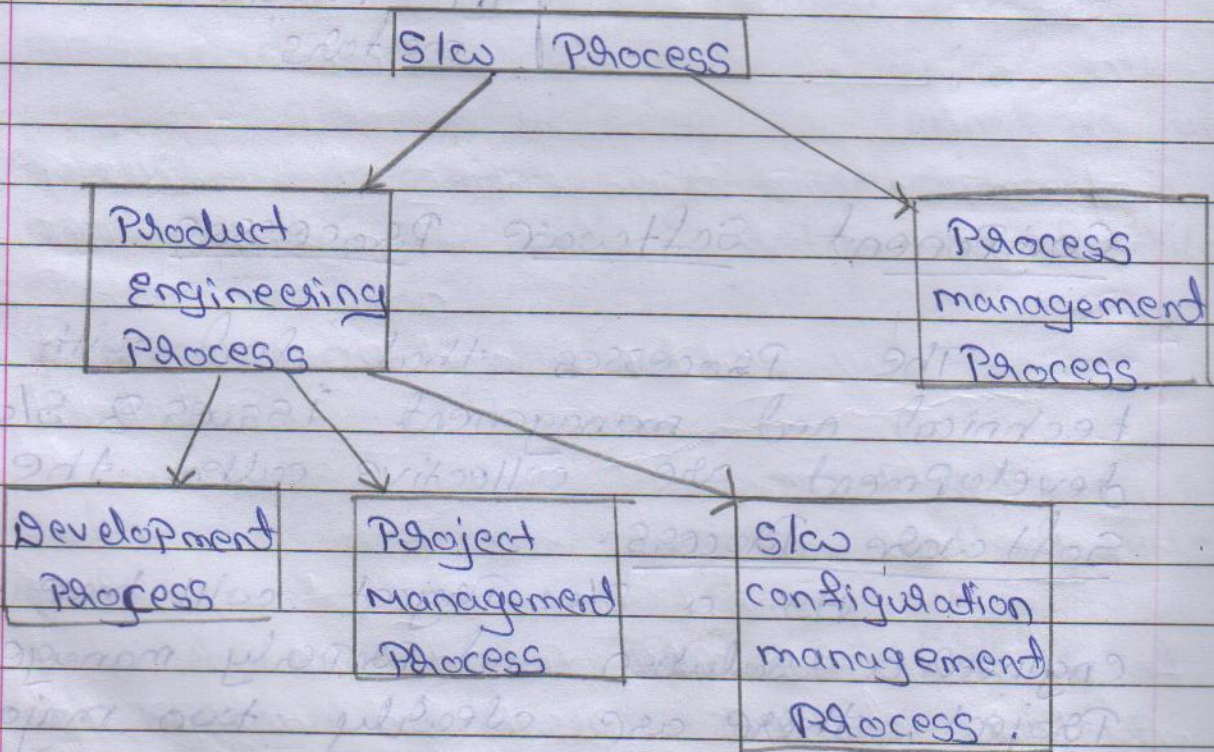 S/w Process
Product
Engineering
Process
Process
management
Process.
Development
Process
Project
management
Process
S/w
configuration
management
Process.